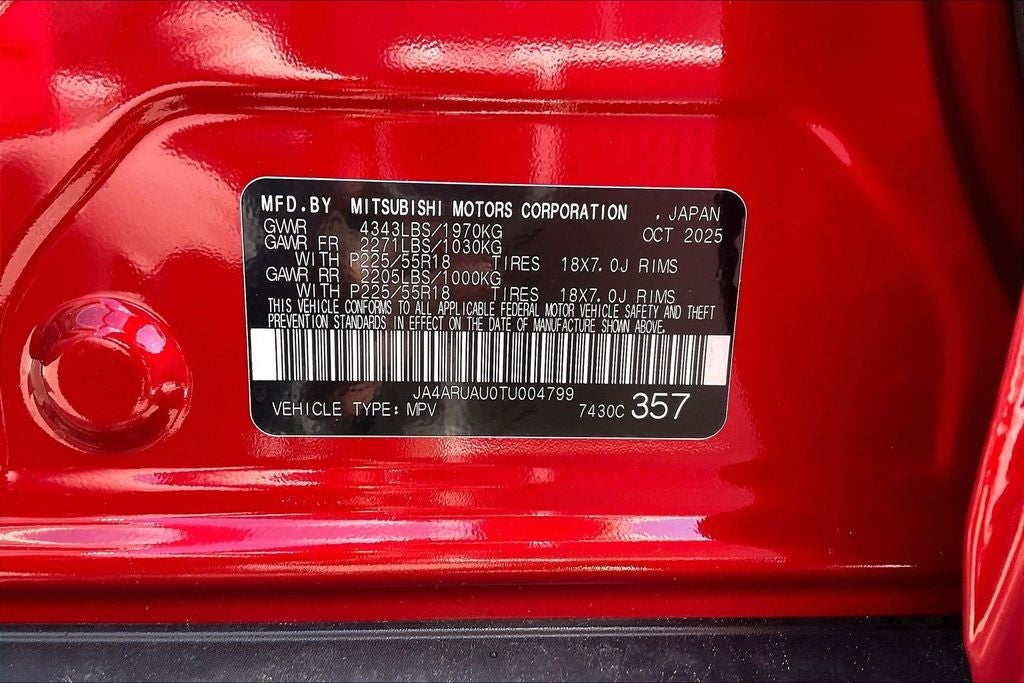 MFD.BY MITSUBISHI MOTORS CORPORATION , JAPAN
GVWR 4343LBS/1970KG OCT 2025
GAWR FR 2271LBS/1030KG
WITH P225/55R18 TIRES 18X7.0J RIMS
GAWR RR 2205LBS/1000KG
WITH P225/55R18 TIRES 18X7.0J RIMS
THIS VEHICLE CONFORMS TO ALL APPLICABLE FEDERAL MOTOR VEHICLE SAFETY AND THEFT
PREVENTION STANDARDS IN EFFECT ON THE DATE OF MANUFACTURE SHOWN ABOVE.
JA4ARUAU0TU004799
VEHICLE TYPE: MPV 7430C 357